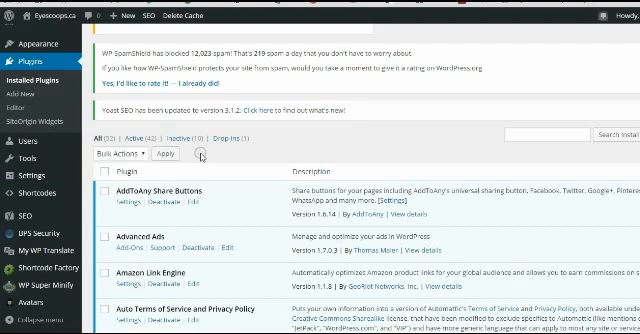 Eyescoops.ca 0 + New SEO Delete Cache Howdy,
Appearance
Plugins
Installed Plugins
Add New
Editor
SiteOrigin Widgets
Users
Tools
Settings
Shortcodes
SEO
BPS Security
My WP Translate
Shortcode Factory
WP Super Minify
Avatars
Collapse menu
WP-SpamShield has blocked 12,023 spam! That's 219 spam a day that you don't have to worry about.
If you like how WP-SpamShield protects your site from spam, would you take a moment to give it a rating on WordPress.org
Yes, I'd like to rate it! — I already did!
Yoast SEO has been updated to version 3.1.2. Click here to find out what's new!
All (52) | Active (42) | Inactive (10) | Drop-ins (1)
Search Install
Bulk Actions Apply
Plugin Description
AddToAny Share Buttons
Settings | Deactivate | Edit
Share buttons for your pages including AddToAny's universal sharing button, Facebook, Twitter, Google+, Pinteres
WhatsApp and many more. [Settings]
Version 1.6.14 | By AddToAny | View details
Advanced Ads
Add-Ons | Support | Deactivate | Edit
Manage and optimize your ads in WordPress
Version 1.7.0.3 | By Thomas Maier | View details
Amazon Link Engine
Deactivate | Edit
Automatically optimizes Amazon product links for your global audience and allows you to earn commissions on s
Version 1.1.8 | By GeoRiot Networks, Inc. | View details
Auto Terms of Service and Privacy Policy
Settings | Deactivate | Edit
Puts your own information into a version of Automattic's Terms of Service and Privacy Policy, both available unde
Creative Commons Sharealike license, that have been modified to exclude specifics to Automattic (like mentions
"JetPack", "WordPress.com", and "VIP") and have more generic language that can apply to most any site or servi